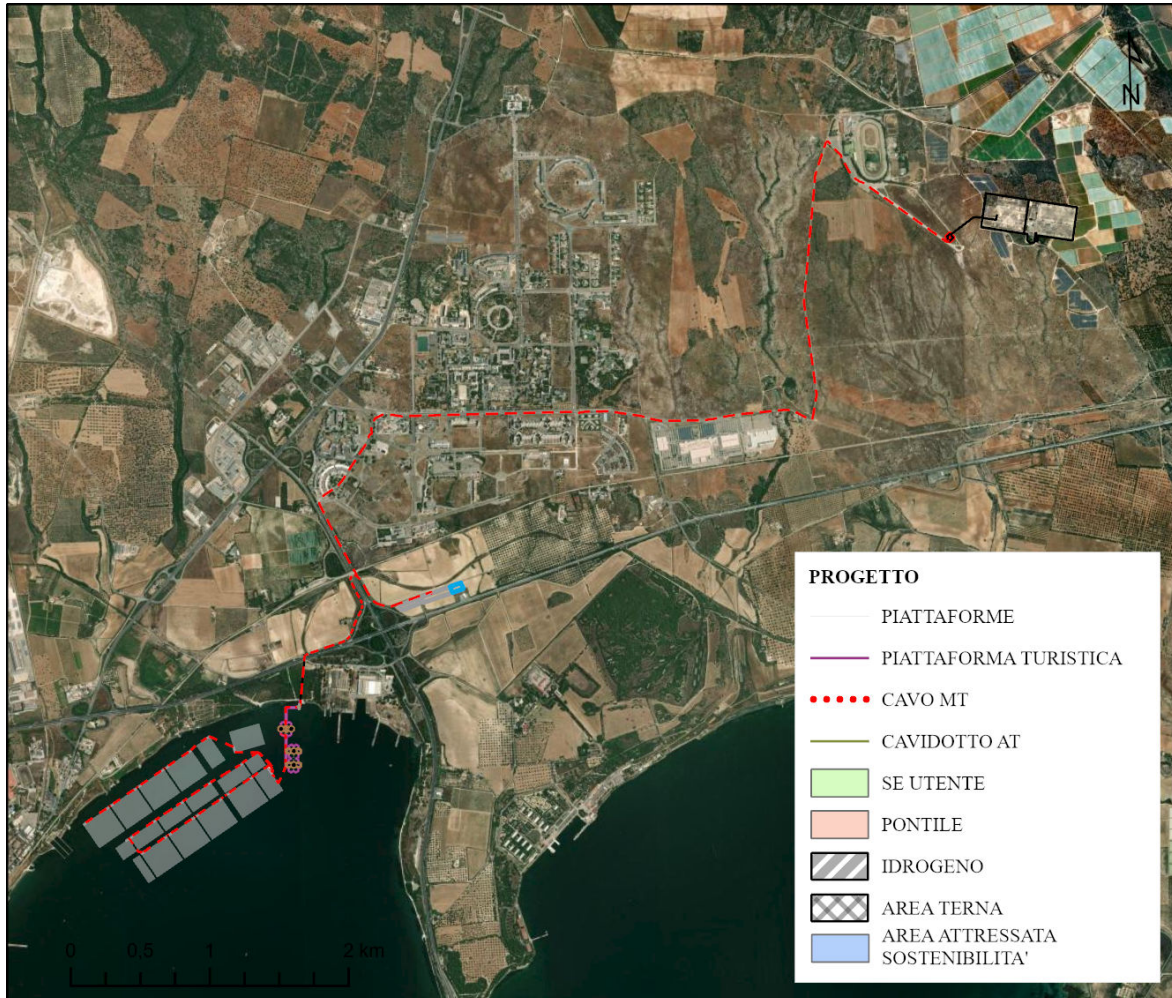 N
PROGETTO
PIATTAFORME
PIATTAFORMA TURISTICA
CAVO MT
CAVIDOTTO AT
SE UTENTE
PONTILE
IDROGENO
AREA TERNA
AREA ATTRESSATA
SOSTENIBILITA'
0 0,5 1 2 km